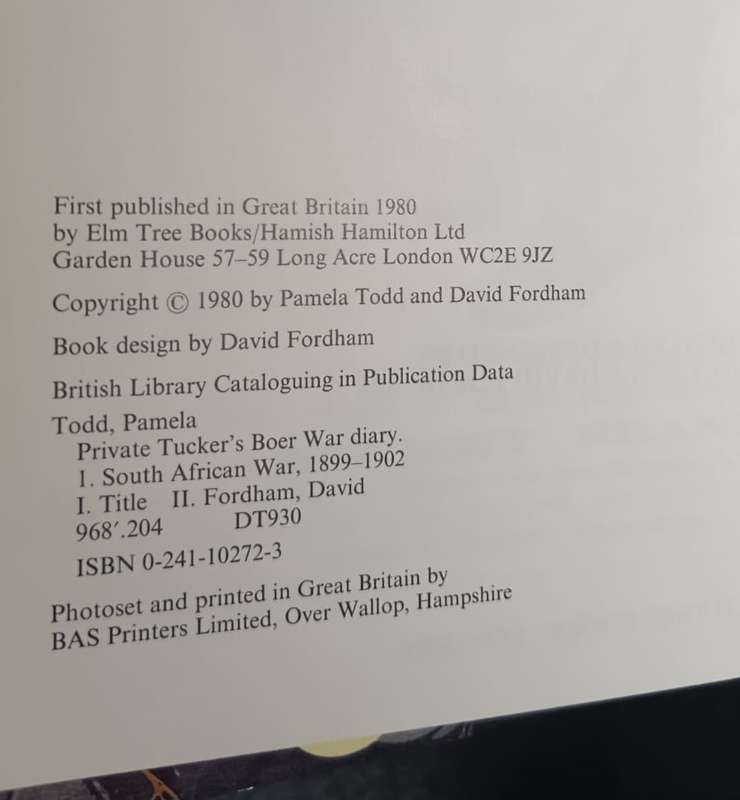 First published in Great Britain 1980
by Elm Tree Books/Hamish Hamilton Ltd
Garden House 57–59 Long Acre London WC2E 9JZ
Copyright © 1980 by Pamela Todd and David Fordham
Book design by David Fordham
British Library Cataloguing in Publication Data
Todd, Pamela
Private Tucker's Boer War diary.
1. South African War, 1899–1902
I. Title II. Fordham, David
968′.204 DT930
ISBN 0-241-10272-3
Photoset and printed in Great Britain by
BAS Printers Limited, Over Wallop, Hampshire